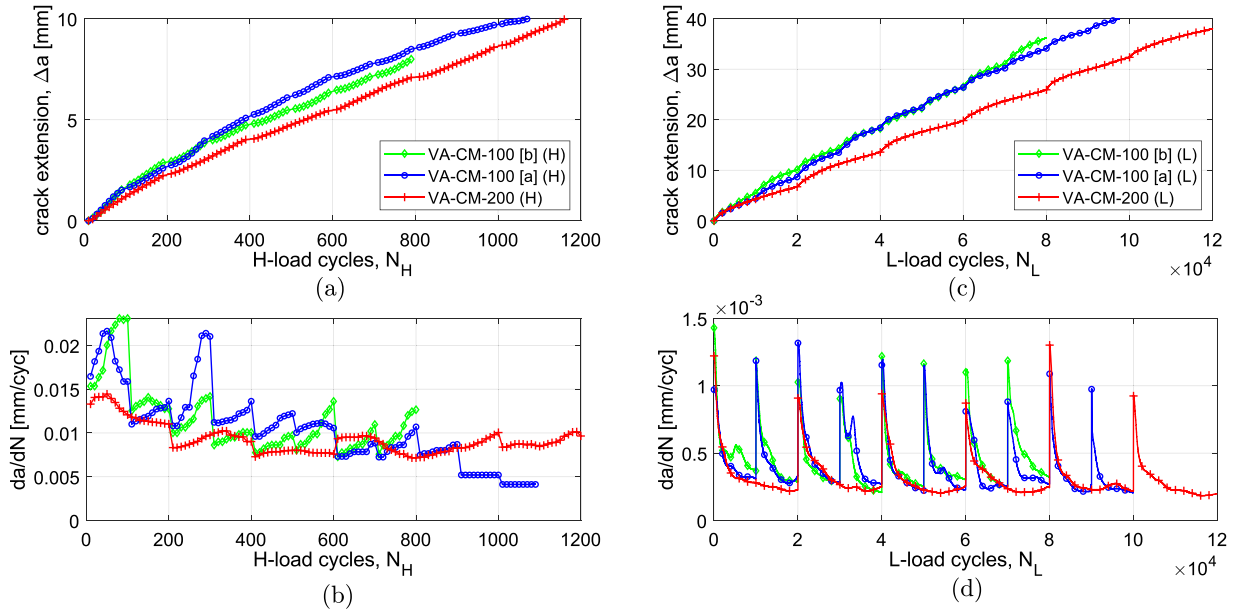 crack extension, Δa [mm]
10
5
0
0 200 400 600 800 1000 1200
H-load cycles, N_H
VA-CM-100 [b] (H)
VA-CM-100 [a] (H)
VA-CM-200 (H)
(a)
crack extension, Δa [mm]
40
30
20
10
0
0 2 4 6 8 10 12
L-load cycles, N_L
×10^4
VA-CM-100 [b] (L)
VA-CM-100 [a] (L)
VA-CM-200 (L)
(c)
da/dN [mm/cyc]
0.02
0.015
0.01
0.005
0
0 200 400 600 800 1000 1200
H-load cycles, N_H
(b)
×10^-3
da/dN [mm/cyc]
1.5
1
0.5
0
0 2 4 6 8 10 12
L-load cycles, N_L
×10^4
(d)